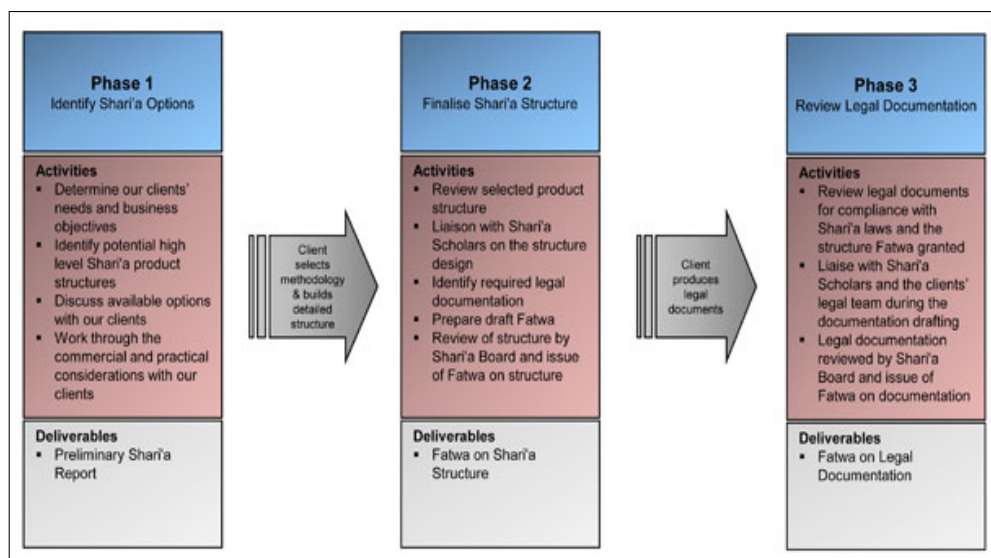 Phase 1
Identify Shari'a Options
Activities
▪ Determine our clients'
needs and business
objectives
▪ Identify potential high
level Shari'a product
structures
▪ Discuss available options
with our clients
▪ Work through the
commercial and practical
considerations with our
clients
Deliverables
▪ Preliminary Shari'a
Report
Client
selects
methodology
& builds
detailed
structure
Phase 2
Finalise Shari'a Structure
Activities
▪ Review selected product
structure
▪ Liaison with Shari'a
Scholars on the structure
design
▪ Identify required legal
documentation
▪ Prepare draft Fatwa
▪ Review of structure by
Shari'a Board and issue
of Fatwa on structure
Deliverables
▪ Fatwa on Shari'a
Structure
Client
produces
legal
documents
Phase 3
Review Legal Documentation
Activities
▪ Review legal documents
for compliance with
Shari'a laws and the
structure Fatwa granted
▪ Liaise with Shari'a
Scholars and the clients'
legal team during the
documentation drafting
▪ Legal documentation
reviewed by Shari'a
Board and issue of
Fatwa on documentation
Deliverables
▪ Fatwa on Legal
Documentation